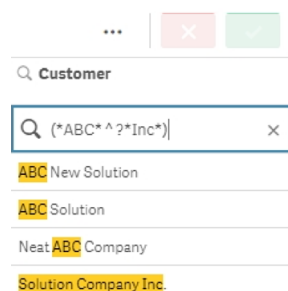 Customer
(*ABC*^?*Inc*)
ABC New Solution
ABC Solution
Neat ABC Company
Solution Company Inc.